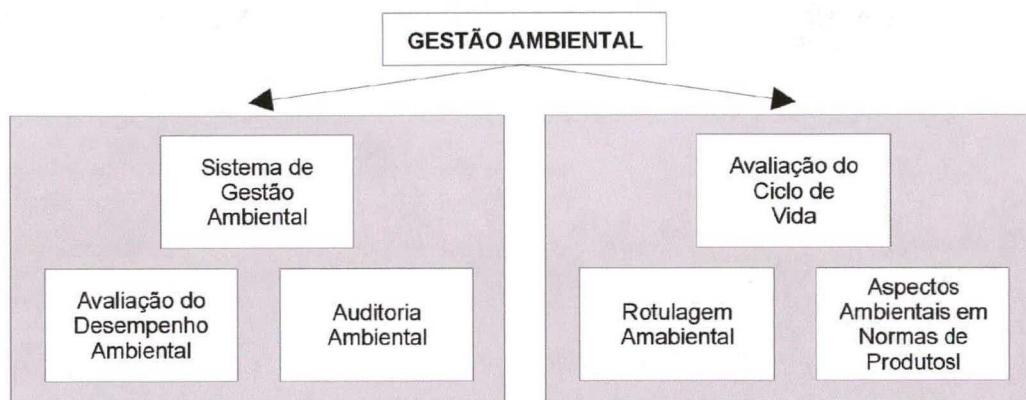 GESTÃO AMBIENTAL
Sistema de
Gestão
Ambiental
Avaliação do
Desempenho
Ambiental
Auditoria
Ambiental
Avaliação do
Ciclo de
Vida
Rotulagem
Amabiental
Aspectos
Ambientais em
Normas de
Produtosl